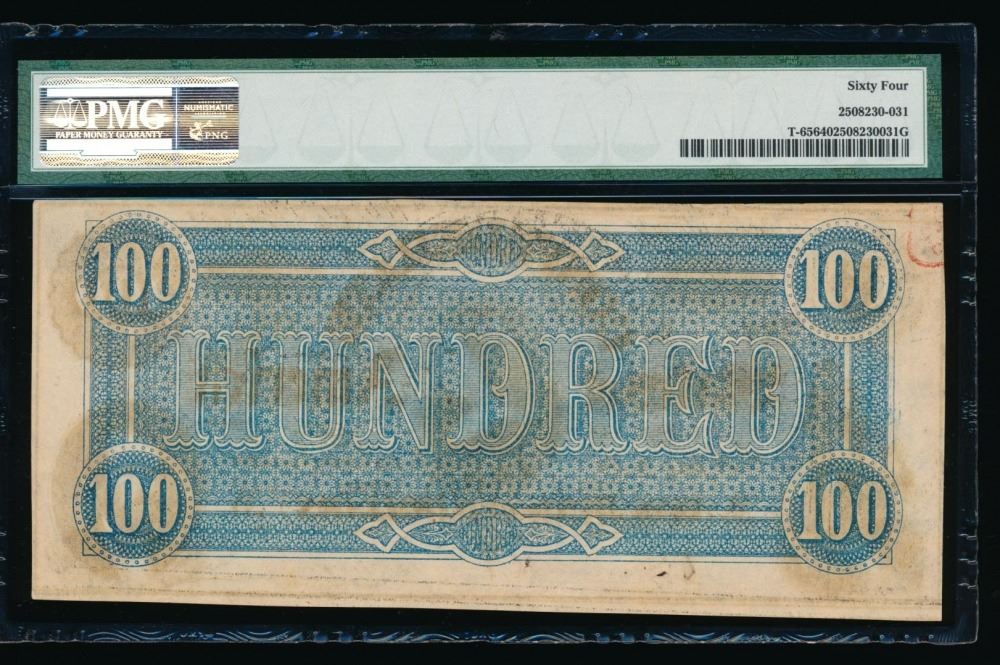 PMG
PAPER MONEY GUARANTY
NUMISMATIC
PNG
Sixty Four
2508230-031
T-656402508230031G
100
100
HUNDRED
100
100